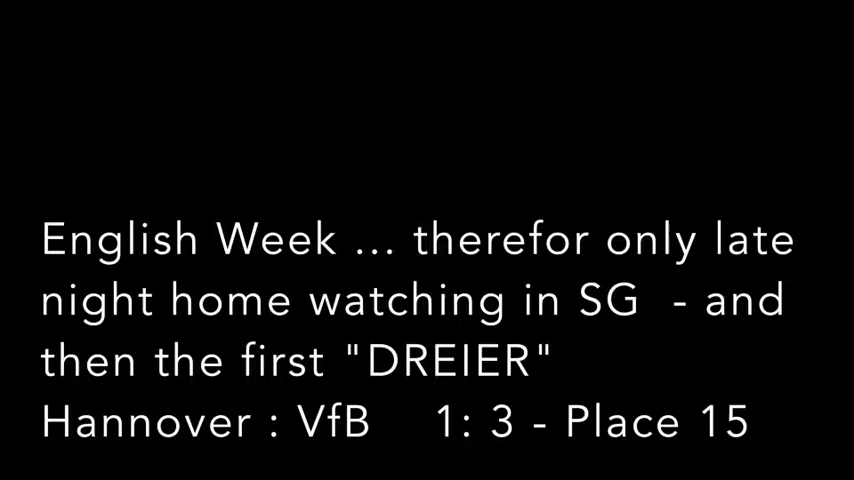 English Week ... therefor only late
night home watching in SG - and
then the first "DREIER"
Hannover : VfB 1: 3 - Place 15